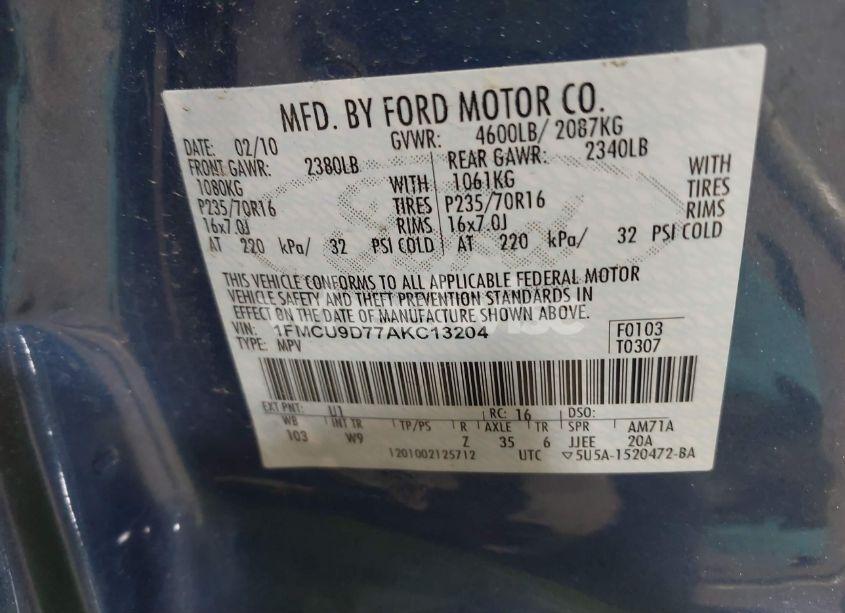 MFD. BY FORD MOTOR CO.
DATE: 02/10 GVWR: 4600LB/ 2087KG
FRONT GAWR: 2380LB REAR GAWR: 2340LB
1080KG WITH 1061KG WITH
P235/70R16 TIRES P235/70R16 TIRES
16x7.0J RIMS 16x7.0J RIMS
AT 220 kPa/ 32 PSI COLD AT 220 kPa/ 32 PSI COLD
THIS VEHICLE CONFORMS TO ALL APPLICABLE FEDERAL MOTOR
VEHICLE SAFETY AND THEFT PREVENTION STANDARDS IN
EFFECT ON THE DATE OF MANUFACTURE SHOWN ABOVE.
VIN: 1FMCU9D77AKC13204 F0103
TYPE: MPV T0307
EXT PNT: U1 RC: 16 DSO:
WB INT TR TP/PS R AXLE TR SPR AM71A
103 W9 Z 35 6 JJEE 20A
1201002125712 UTC ▽5U5A-1520472-BA